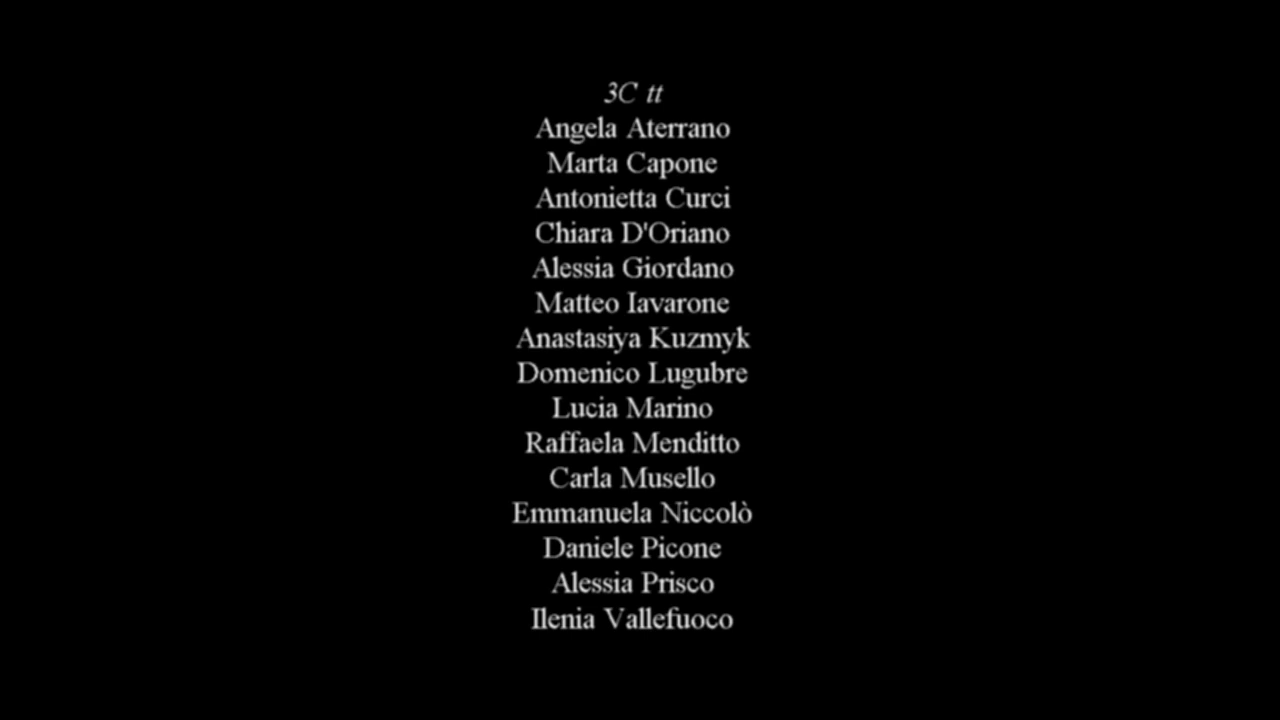 3C tt
Angela Aterrano
Marta Capone
Antonietta Curci
Chiara D'Oriano
Alessia Giordano
Matteo Iavarone
Anastasiya Kuzmyk
Domenico Lugubre
Lucia Marino
Raffaela Menditto
Carla Musello
Emmanuela Niccolò
Daniele Picone
Alessia Prisco
Ilenia Vallefuoco